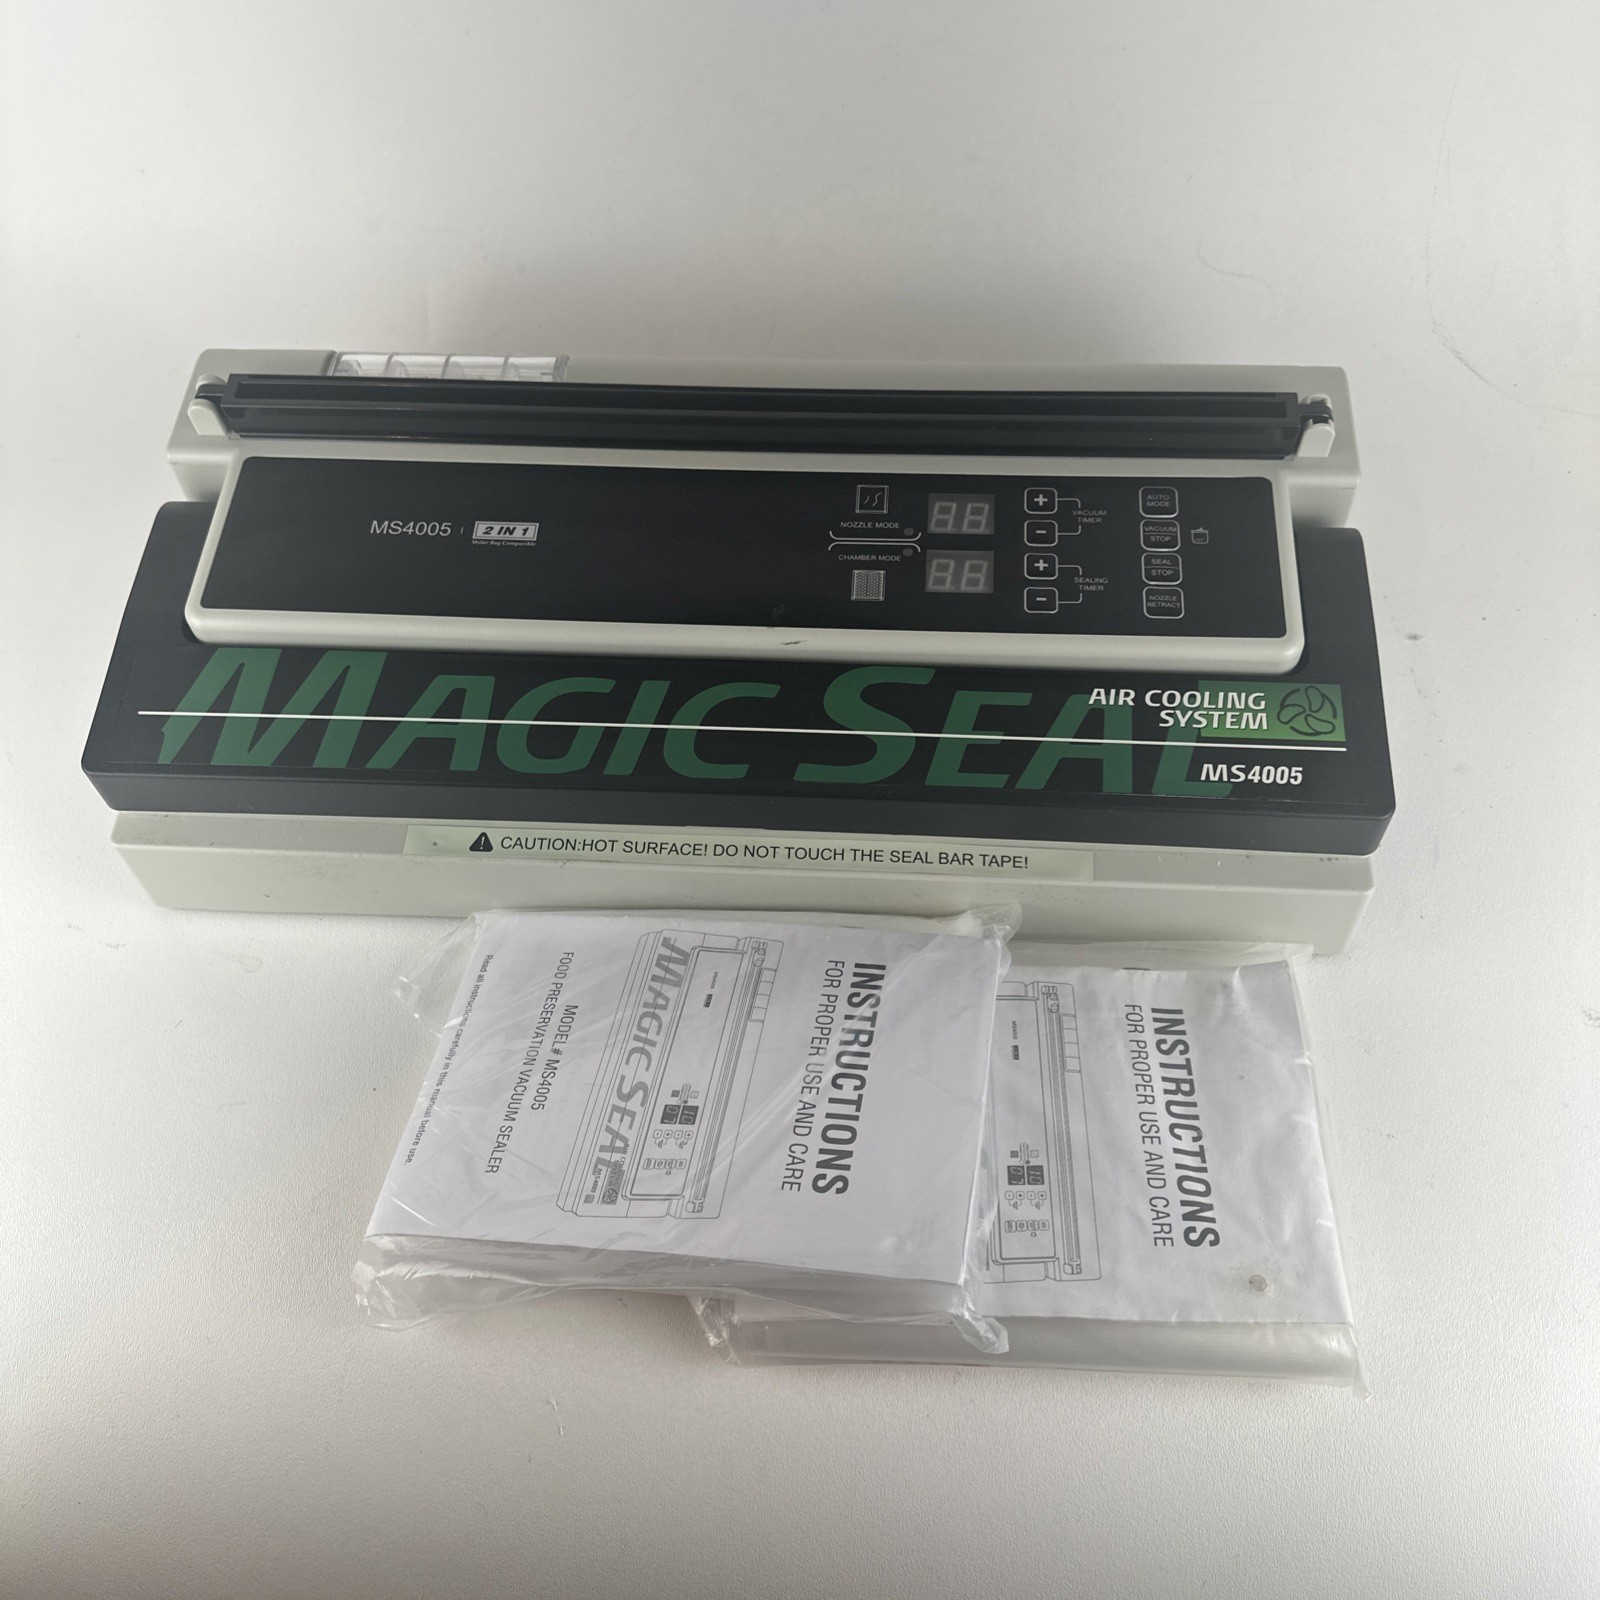 MS4005 | 2 IN 1
Mylar Bag Compatible
NOZZLE MODE
CHAMBER MODE
88
88
+
-
VACUUM
TIMER
+
-
SEALING
TIMER
AUTO
MODE
VACUUM
STOP
SEAL
STOP
NOZZLE
RETRACT
MAGIC SEAL
AIR COOLING
SYSTEM
MS4005
CAUTION:HOT SURFACE! DO NOT TOUCH THE SEAL BAR TAPE!
INSTRUCTIONS
FOR PROPER USE AND CARE
MAGIC SEAL
MODEL# MS4005
FOOD PRESERVATION VACUUM SEALER
Read all instructions carefully in this manual before use.
INSTRUCTIONS
FOR PROPER USE AND CARE